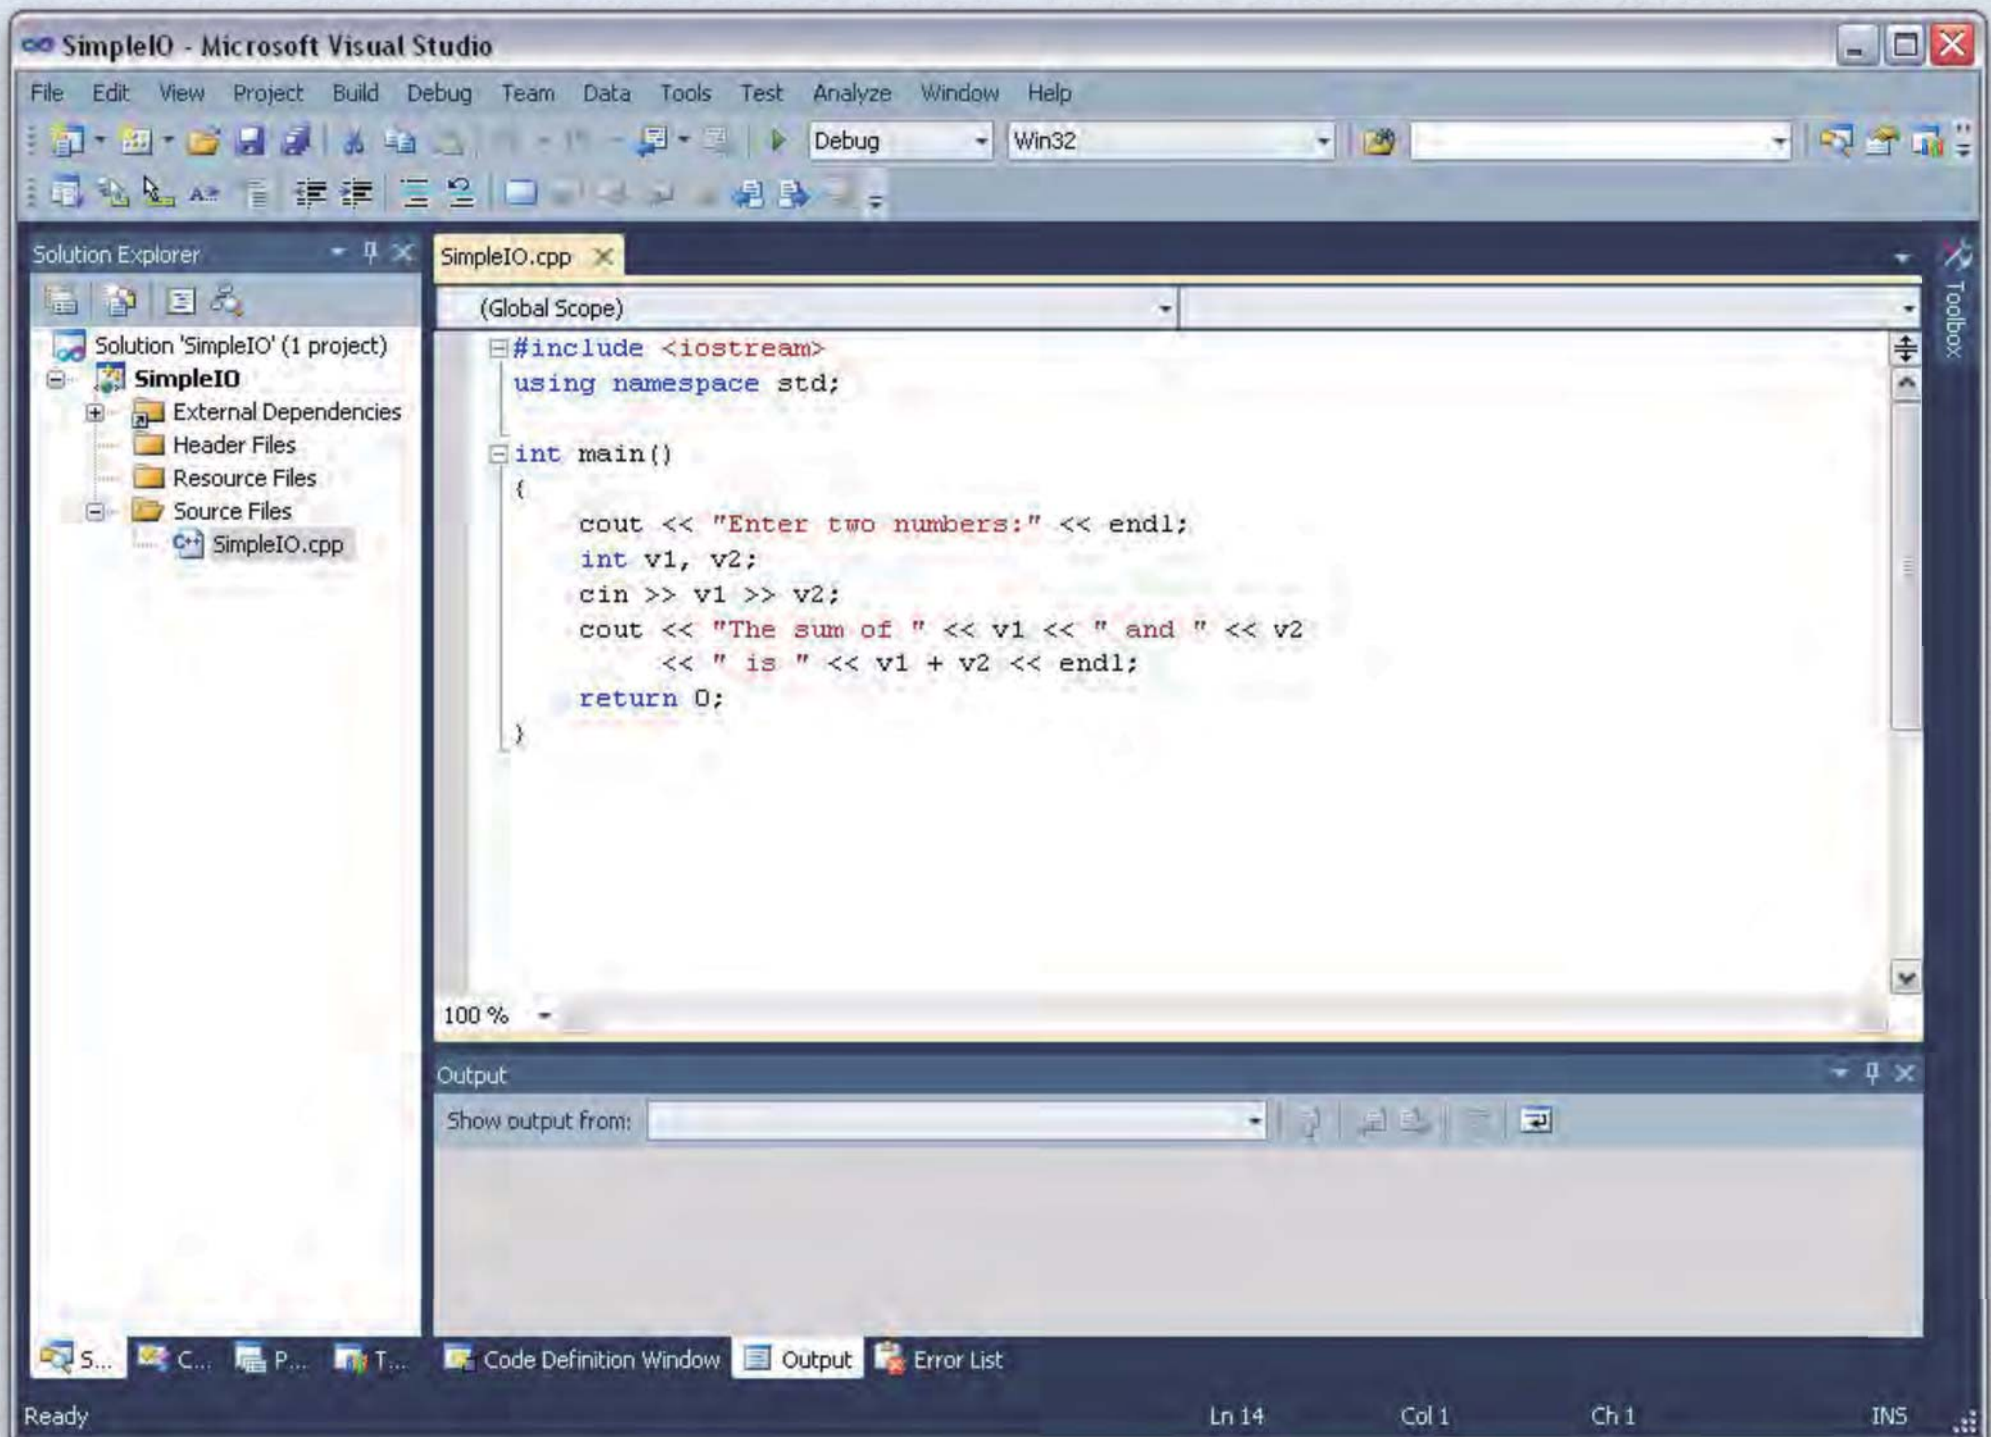 SimpleIO - Microsoft Visual Studio
File Edit View Project Build Debug Team Data Tools Test Analyze Window Help
Debug Win32
Solution Explorer
Solution 'SimpleIO' (1 project)
SimpleIO
External Dependencies
Header Files
Resource Files
Source Files
SimpleIO.cpp
SimpleIO.cpp
(Global Scope)
#include <iostream>
using namespace std;
int main()
{
cout << "Enter two numbers:" << endl;
int v1, v2;
cin >> v1 >> v2;
cout << "The sum of " << v1 << " and " << v2
<< " is " << v1 + v2 << endl;
return 0;
}
100 %
Toolbox
Output
Show output from:
S... C... P... T...
Code Definition Window Output Error List
Ready Ln 14 Col 1 Ch 1 INS